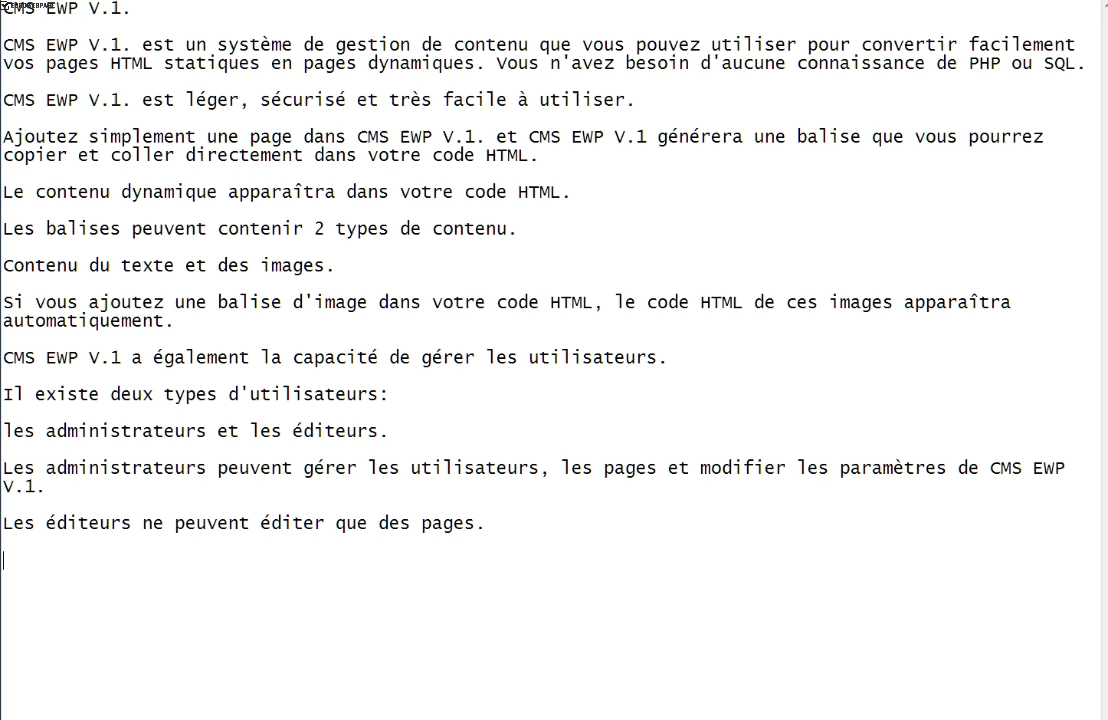 CMS EWP V.1.
CMS EWP V.1. est un système de gestion de contenu que vous pouvez utiliser pour convertir facilement
vos pages HTML statiques en pages dynamiques. Vous n'avez besoin d'aucune connaissance de PHP ou SQL.
CMS EWP V.1. est léger, sécurisé et très facile à utiliser.
Ajoutez simplement une page dans CMS EWP V.1. et CMS EWP V.1 générera une balise que vous pourrez
copier et coller directement dans votre code HTML.
Le contenu dynamique apparaîtra dans votre code HTML.
Les balises peuvent contenir 2 types de contenu.
Contenu du texte et des images.
Si vous ajoutez une balise d'image dans votre code HTML, le code HTML de ces images apparaîtra
automatiquement.
CMS EWP V.1 a également la capacité de gérer les utilisateurs.
Il existe deux types d'utilisateurs:
les administrateurs et les éditeurs.
Les administrateurs peuvent gérer les utilisateurs, les pages et modifier les paramètres de CMS EWP
V.1.
Les éditeurs ne peuvent éditer que des pages.